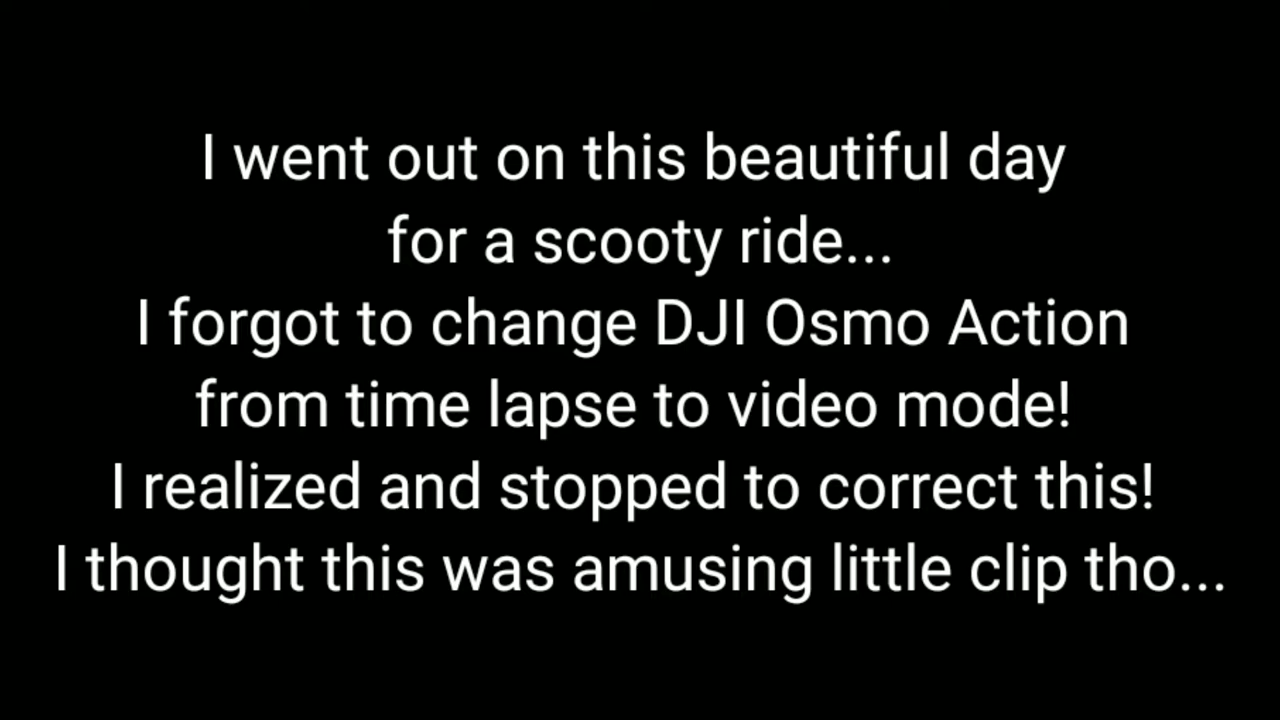 I went out on this beautiful day
for a scooty ride...
I forgot to change DJI Osmo Action
from time lapse to video mode!
I realized and stopped to correct this!
I thought this was amusing little clip tho...